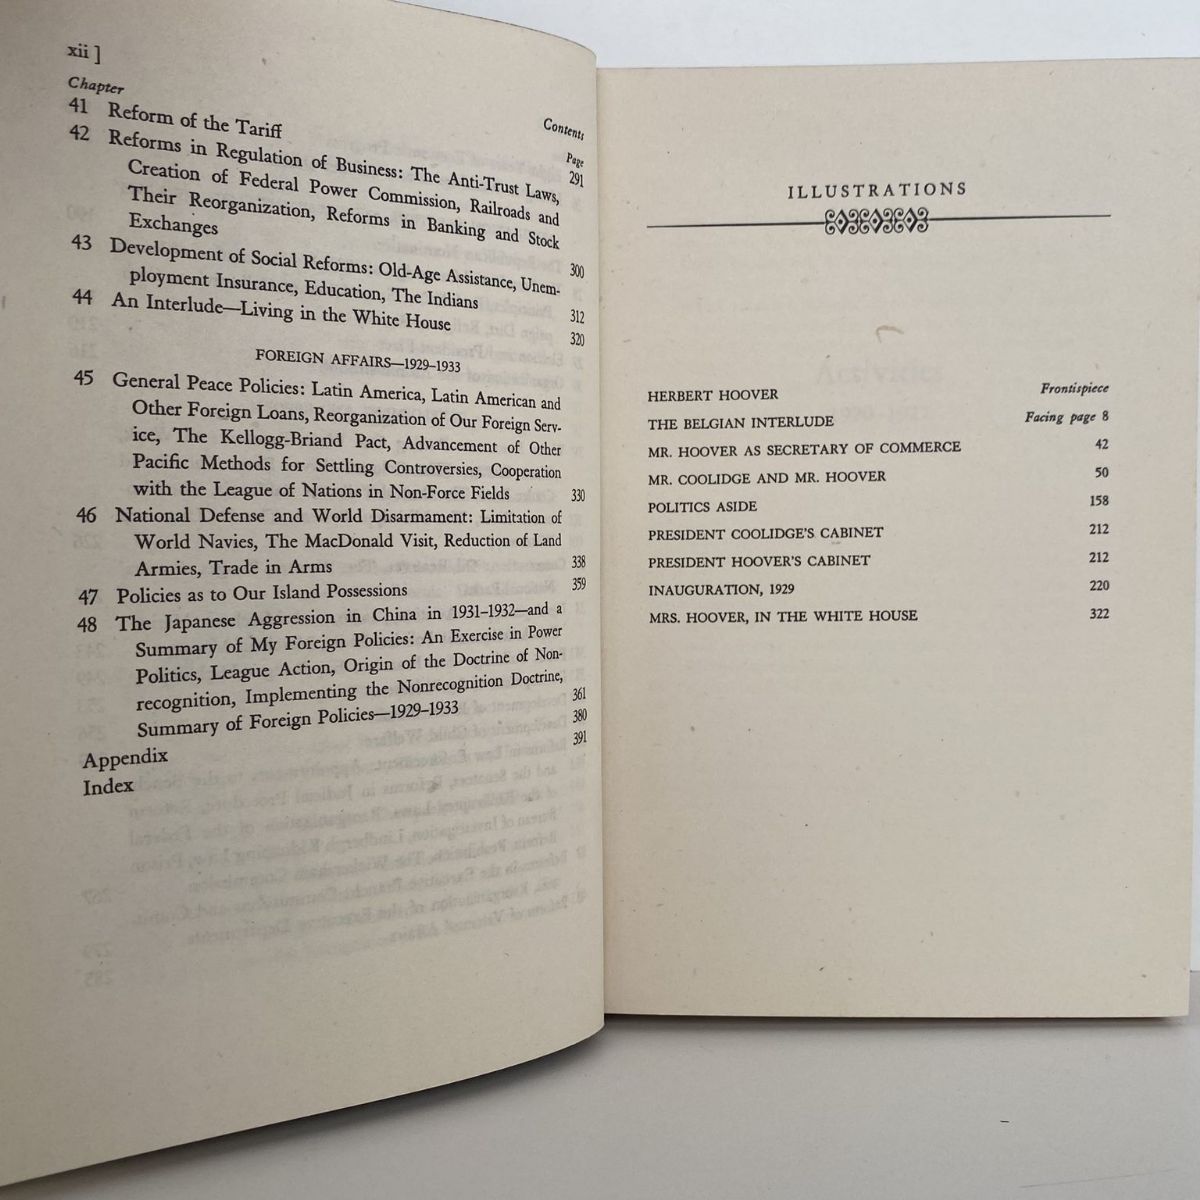 xii ]
Contents
Chapter
Page
41 Reform of the Tariff 291
42 Reforms in Regulation of Business: The Anti-Trust Laws,
Creation of Federal Power Commission, Railroads and
Their Reorganization, Reforms in Banking and Stock
Exchanges 300
43 Development of Social Reforms: Old-Age Assistance, Unem-
ployment Insurance, Education, The Indians 312
44 An Interlude—Living in the White House 320
FOREIGN AFFAIRS—1929–1933
45 General Peace Policies: Latin America, Latin American and
Other Foreign Loans, Reorganization of Our Foreign Serv-
ice, The Kellogg-Briand Pact, Advancement of Other
Pacific Methods for Settling Controversies, Cooperation
with the League of Nations in Non-Force Fields 330
46 National Defense and World Disarmament: Limitation of
World Navies, The MacDonald Visit, Reduction of Land
Armies, Trade in Arms 338
47 Policies as to Our Island Possessions 359
48 The Japanese Aggression in China in 1931–1932—and a
Summary of My Foreign Policies: An Exercise in Power
Politics, League Action, Origin of the Doctrine of Non-
recognition, Implementing the Nonrecognition Doctrine,
Summary of Foreign Policies—1929–1933 361
Appendix 380
Index 391
ILLUSTRATIONS
HERBERT HOOVER Frontispiece
THE BELGIAN INTERLUDE Facing page 8
MR. HOOVER AS SECRETARY OF COMMERCE 42
MR. COOLIDGE AND MR. HOOVER 50
POLITICS ASIDE 158
PRESIDENT COOLIDGE'S CABINET 212
PRESIDENT HOOVER'S CABINET 212
INAUGURATION, 1929 220
MRS. HOOVER, IN THE WHITE HOUSE 322